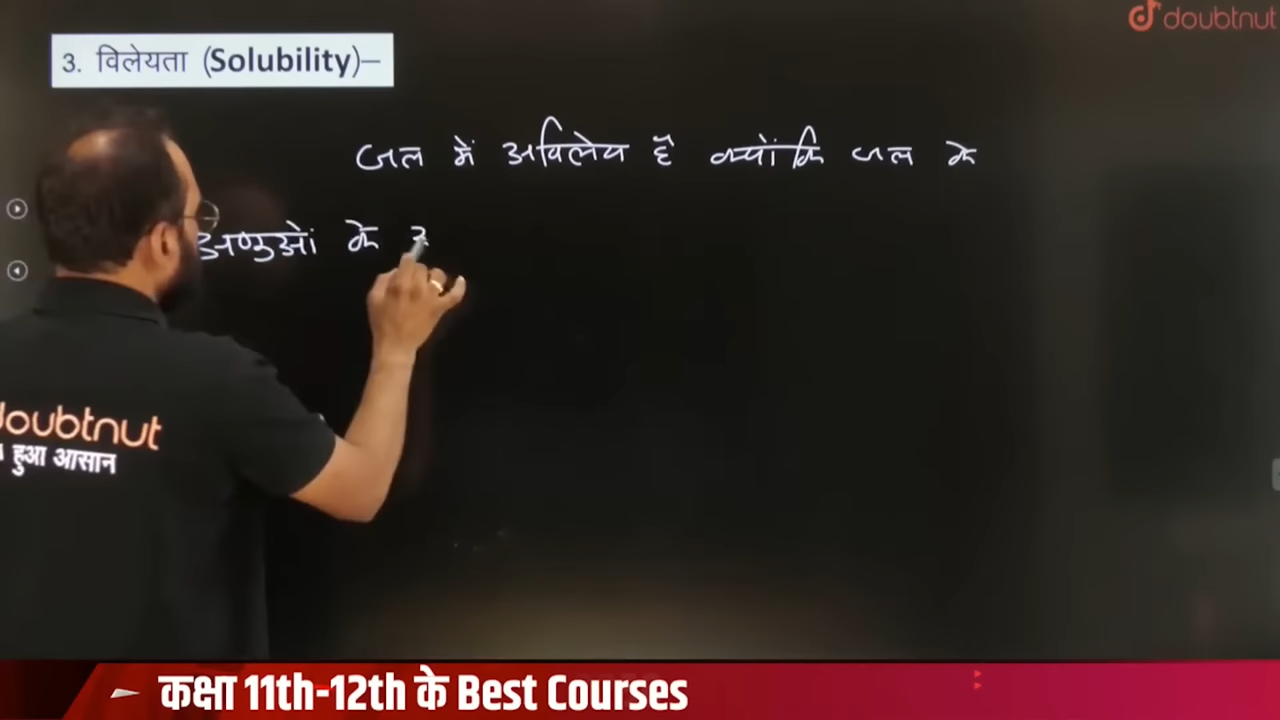 doubtnut
3. विलेयता (Solubility)–
जल में अविलेय है क्योंकि जल के
अणुओं के
doubtnut
हुआ आसान
कक्षा 11th-12th के Best Courses